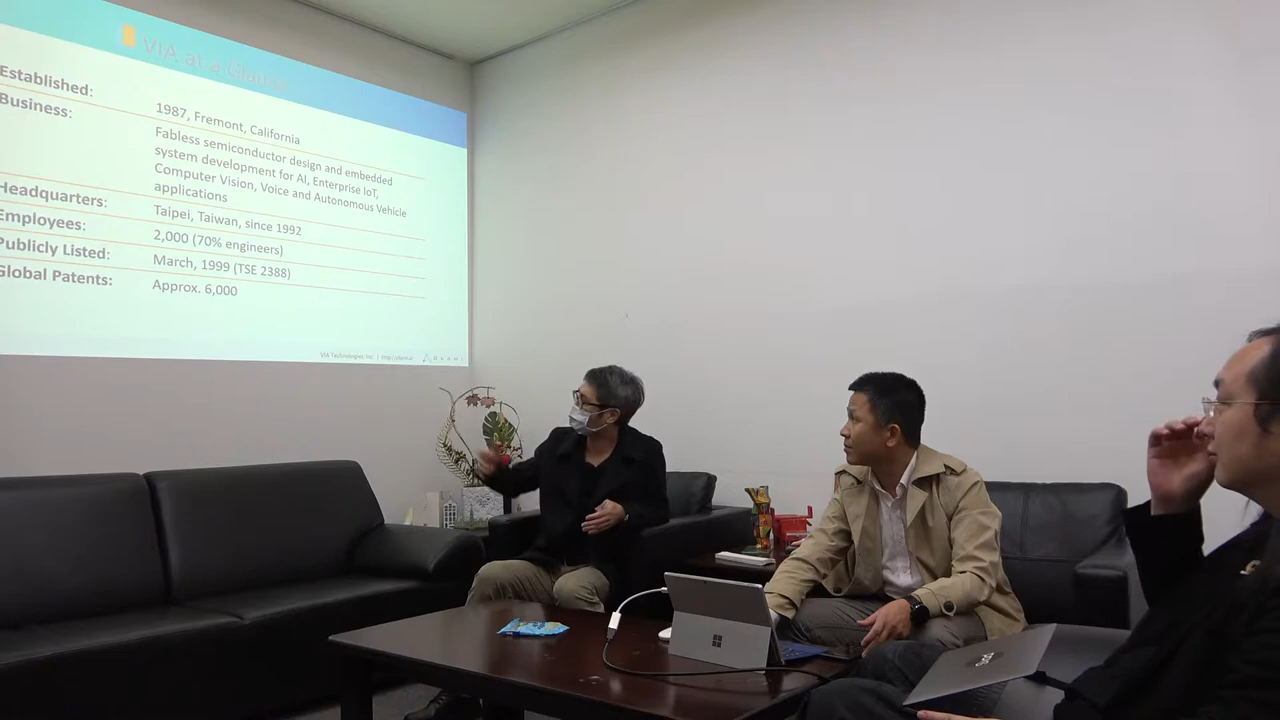 VIA at a Glance
Established:
1987, Fremont, California
Business:
Fabless semiconductor design and embedded
system development for AI, Enterprise IoT,
Computer Vision, Voice and Autonomous Vehicle
applications
Headquarters:
Taipei, Taiwan, since 1992
Employees:
2,000 (70% engineers)
Publicly Listed:
March, 1999 (TSE 2388)
Global Patents:
Approx. 6,000
VIA Technologies, Inc. |